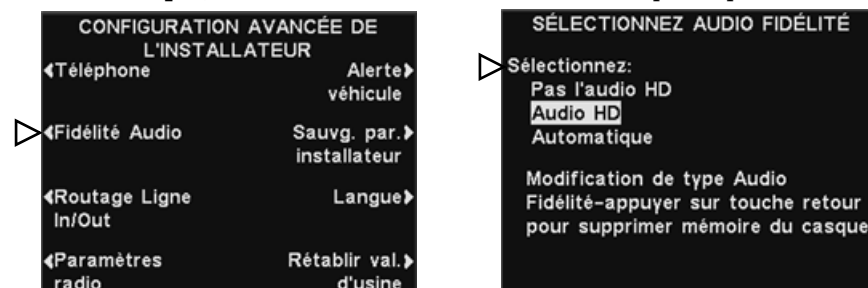 CONFIGURATION AVANCÉE DE
L'INSTALLATEUR
Téléphone
Alerte
véhicule
Fidélité Audio
Sauvg. par.
installateur
Routage Ligne
In/Out
Langue
Paramètres
radio
Rétablir val.
d'usine
SÉLECTIONNEZ AUDIO FIDÉLITÉ
Sélectionnez:
Pas l'audio HD
Audio HD
Automatique
Modification de type Audio
Fidélité-appuyer sur touche retour
pour supprimer mémoire du casque